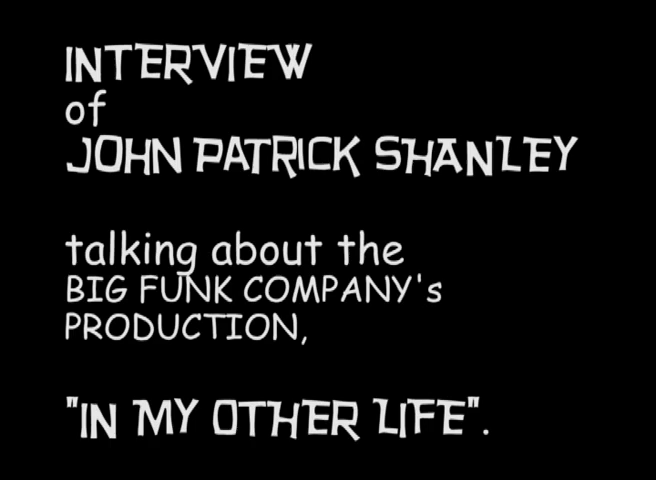 INTERVIEW
of
JOHN PATRICK SHANLEY
talking about the
BIG FUNK COMPANY's
PRODUCTION,
"IN MY OTHER LIFE".